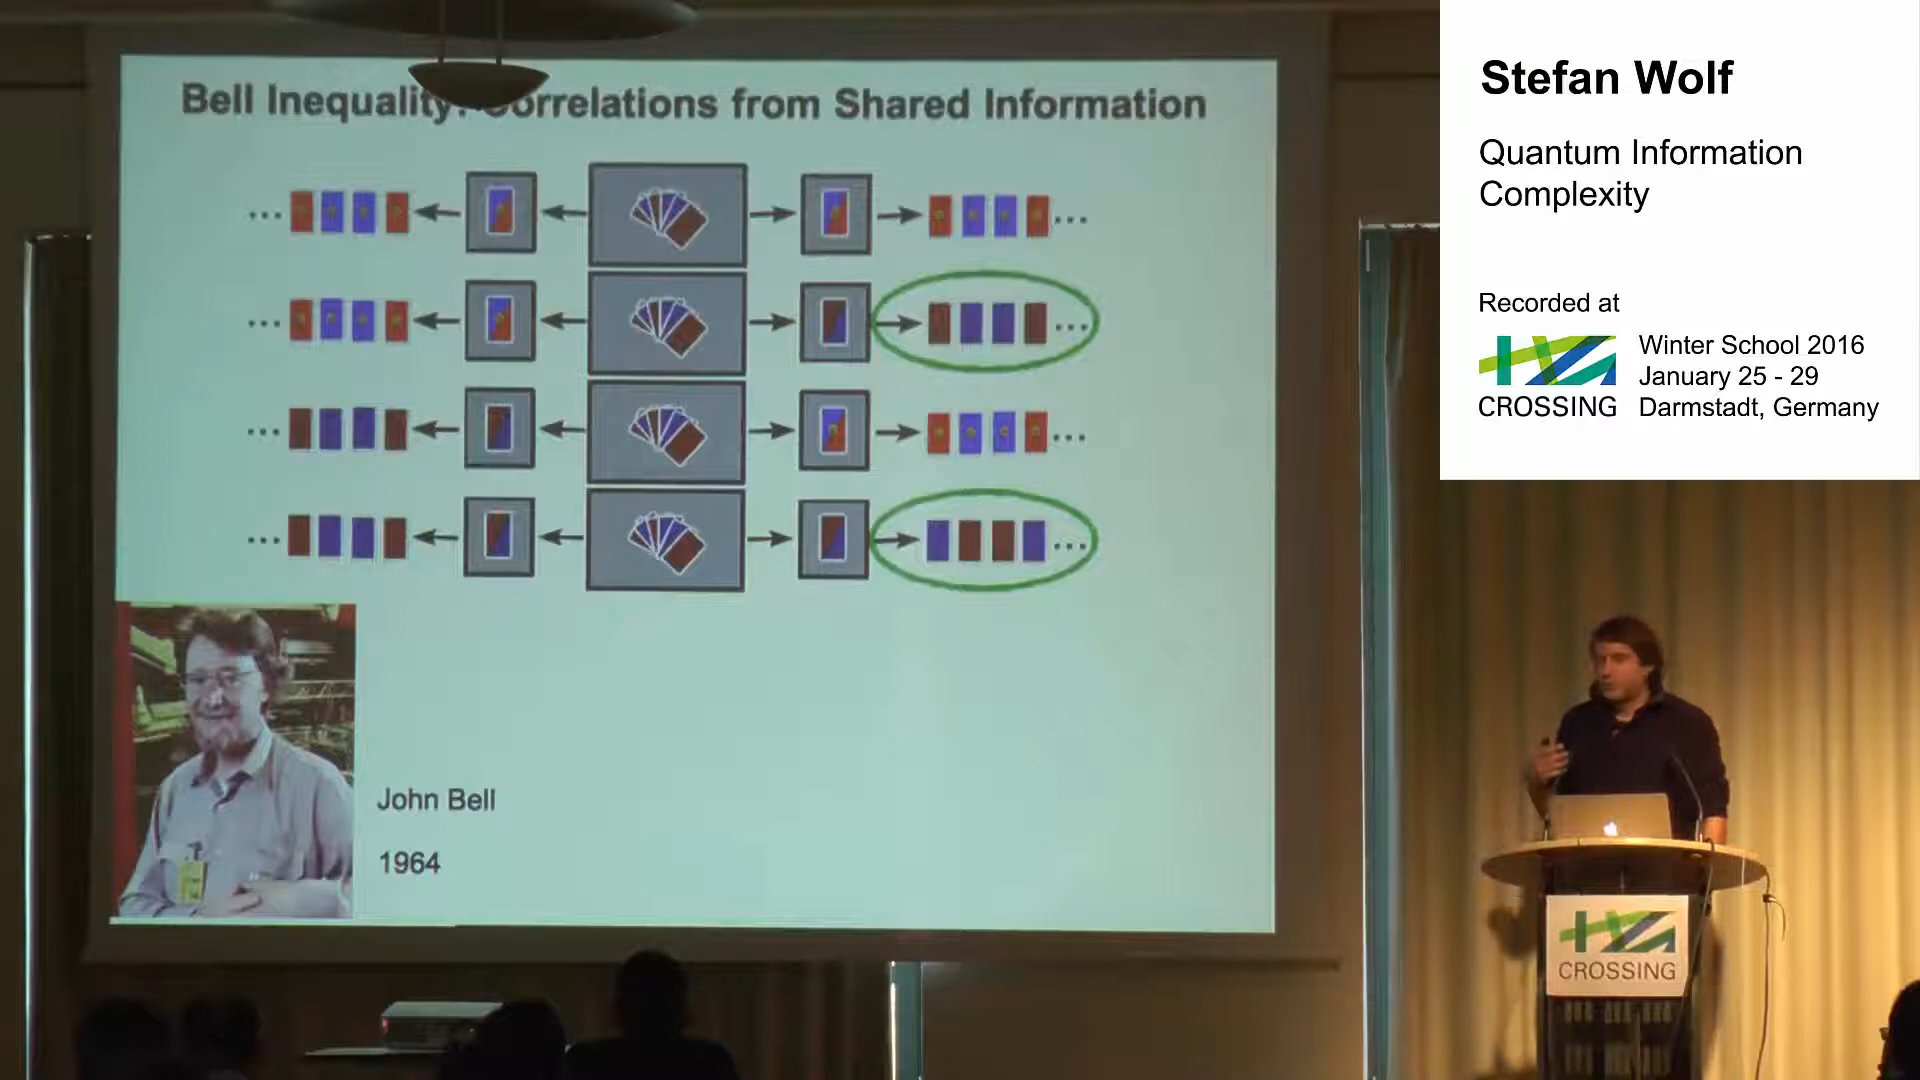 Bell Inequality: Correlations from Shared Information
John Bell
1964
Stefan Wolf
Quantum Information
Complexity
Recorded at
CROSSING
Winter School 2016
January 25 - 29
Darmstadt, Germany
CROSSING